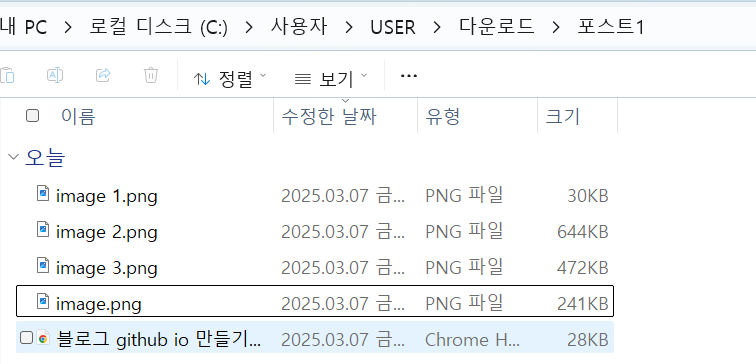 내 PC > 로컬 디스크 (C:) > 사용자 > USER > 다운로드 > 포스트1
정렬 보기 ...
이름 수정한 날짜 유형 크기
오늘
image 1.png 2025.03.07 금... PNG 파일 30KB
image 2.png 2025.03.07 금... PNG 파일 644KB
image 3.png 2025.03.07 금... PNG 파일 472KB
image.png 2025.03.07 금... PNG 파일 241KB
블로그 github io 만들기... 2025.03.07 금... Chrome H... 28KB